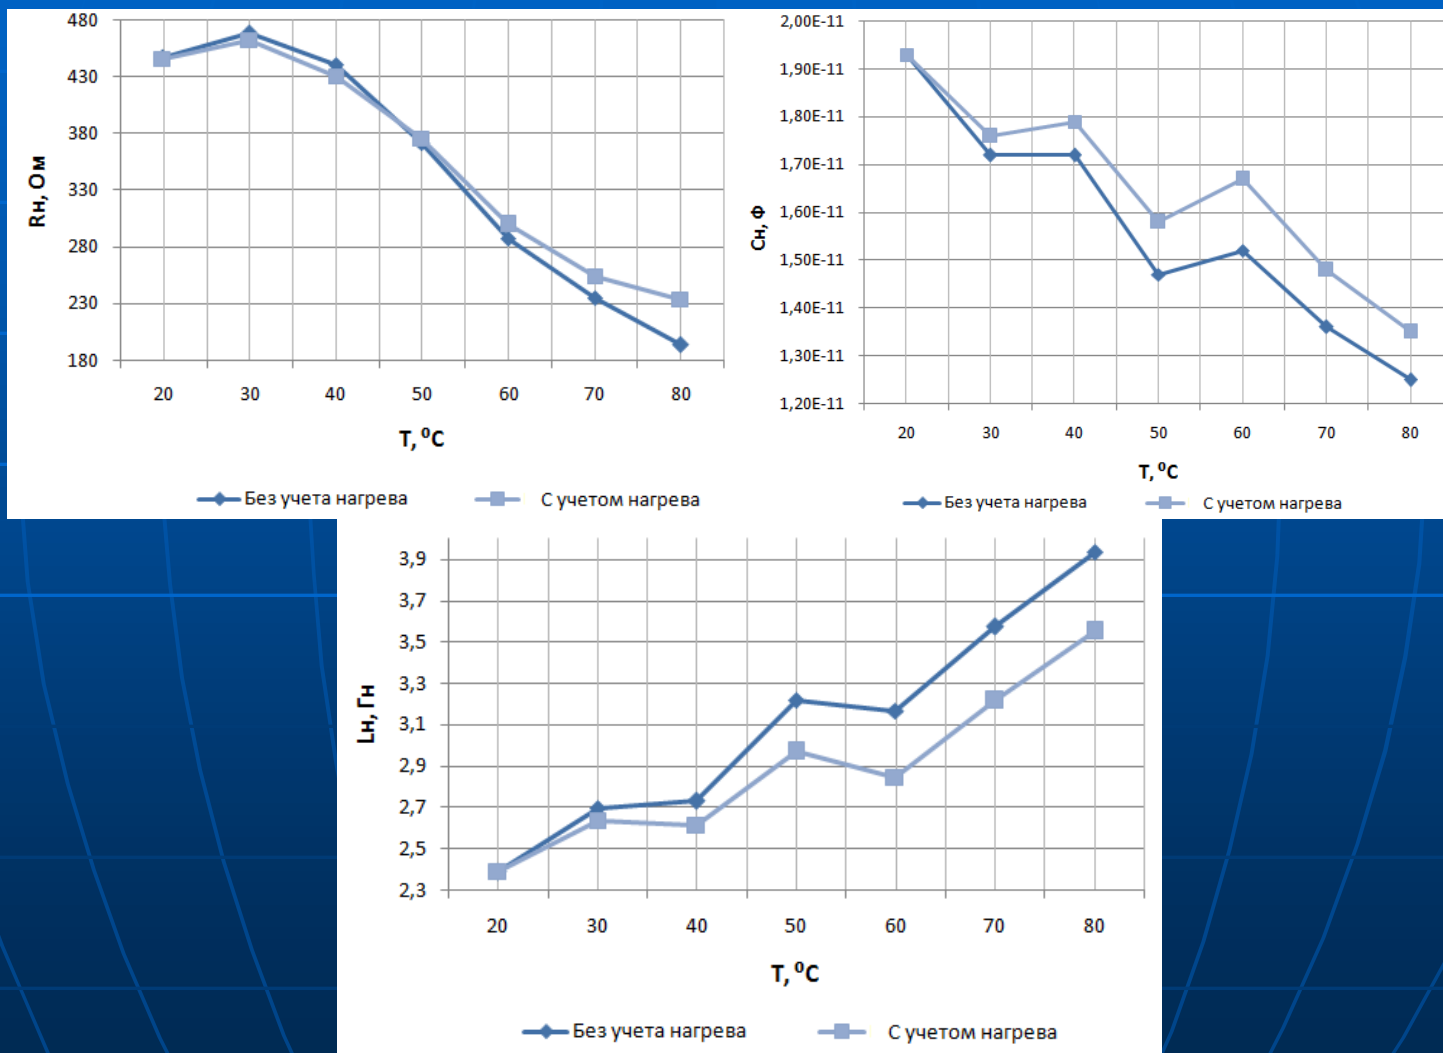 480
430
380
330
280
230
180
Rн, Ом
20 30 40 50 60 70 80
T, ⁰C
Без учета нагрева С учетом нагрева
2,00E-11
1,90E-11
1,80E-11
1,70E-11
1,60E-11
1,50E-11
1,40E-11
1,30E-11
1,20E-11
Cн, Ф
20 30 40 50 60 70 80
T, ⁰C
Без учета нагрева С учетом нагрева
3,9
3,7
3,5
3,3
3,1
2,9
2,7
2,5
2,3
Lн, Гн
20 30 40 50 60 70 80
T, ⁰C
Без учета нагрева С учетом нагрева